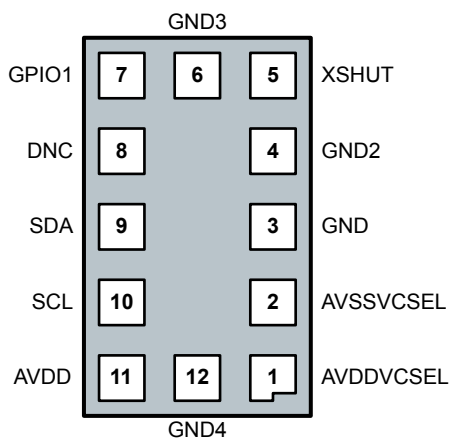 GND3
GPIO1 7 6 5 XSHUT
DNC 8 4 GND2
SDA 9 3 GND
SCL 10 2 AVSSVCSEL
AVDD 11 12 1 AVDDVCSEL
GND4